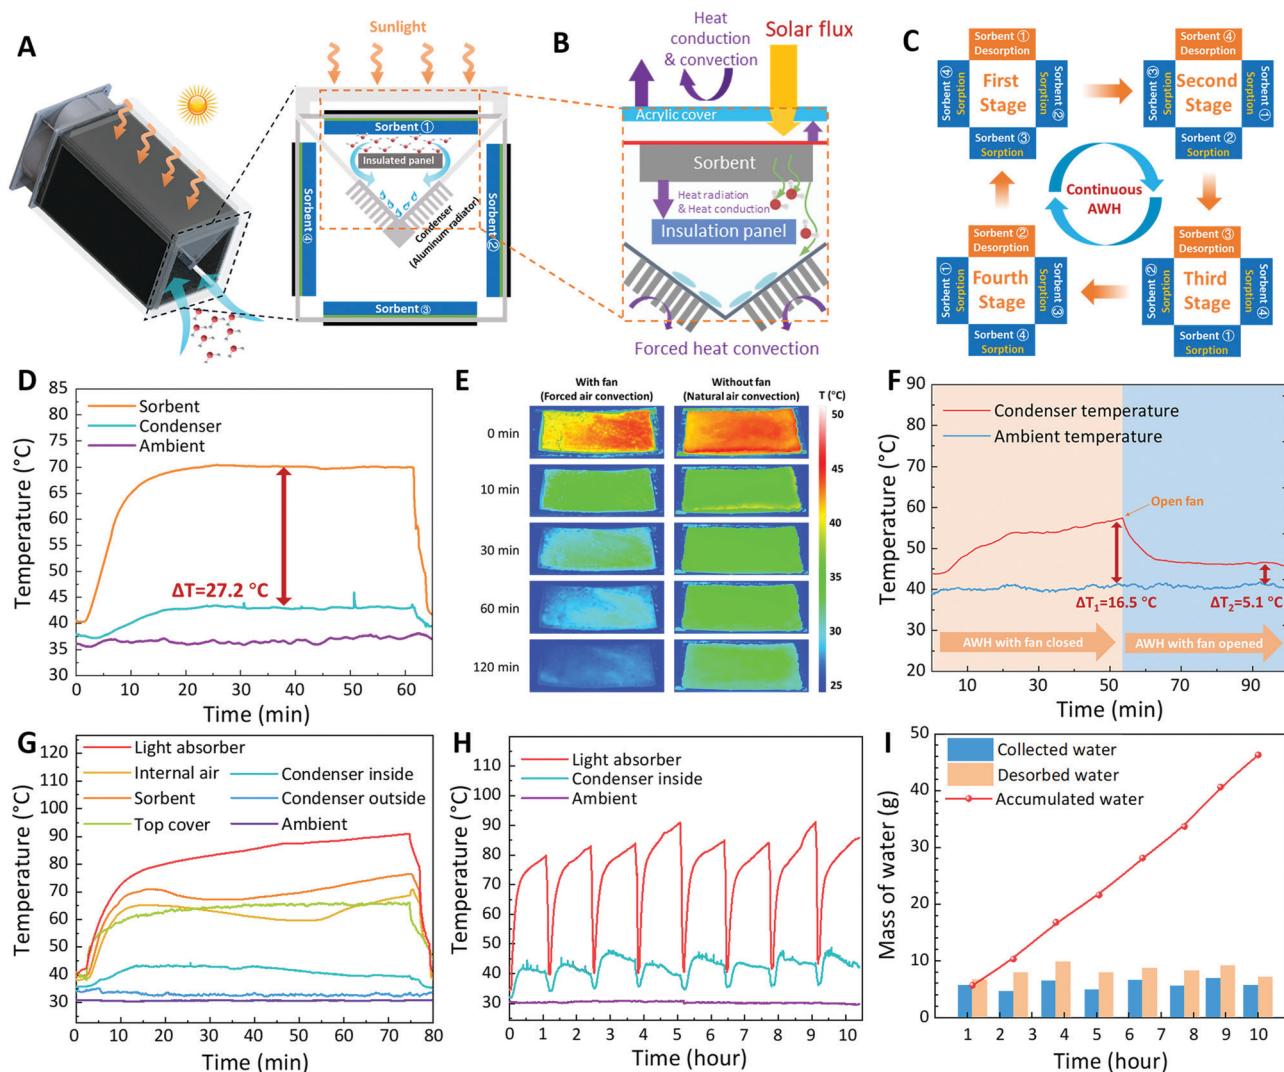 A
Sunlight
Sorbent ①
Insulated panel
Condenser
(Aluminum radiator)
Sorbent④
Sorbent②
Sorbent③
B
Heat
conduction
& convection
Solar flux
Acrylic cover
Sorbent
Heat radiation
& Heat conduction
Insulation panel
Forced heat convection
C
Sorbent ①
Desorption
Sorbent ④
Sorption
First
Stage
Sorbent ②
Sorption
Sorbent ③
Sorption
Sorbent ④
Desorption
Sorbent ③
Sorption
Second
Stage
Sorbent ①
Sorption
Sorbent ②
Sorption
Continuous
AWH
Sorbent ②
Desorption
Sorbent ①
Sorption
Fourth
Stage
Sorbent ③
Sorption
Sorbent ④
Sorption
Sorbent ③
Desorption
Sorbent ②
Sorption
Third
Stage
Sorbent ④
Sorption
Sorbent ①
Sorption
D
Temperature (°C)
85
80
75
70
65
60
55
50
45
40
35
30
Sorbent
Condenser
Ambient
ΔT=27.2 °C
0 10 20 30 40 50 60
Time (min)
E
With fan
(Forced air convection)
Without fan
(Natural air convection)
T (°C)
0 min
10 min
30 min
60 min
120 min
50
45
40
35
30
25
F
Temperature (°C)
90
80
70
60
50
40
30
20
Condenser temperature
Ambient temperature
Open fan
ΔT₁=16.5 °C
ΔT₂=5.1 °C
AWH with fan closed
AWH with fan opened
10 30 50 70 90
Time (min)
G
Temperature (°C)
120
110
100
90
80
70
60
50
40
30
Light absorber
Internal air
Sorbent
Top cover
Condenser inside
Condenser outside
Ambient
0 10 20 30 40 50 60 70 80
Time (min)
H
Temperature (°C)
110
100
90
80
70
60
50
40
30
Light absorber
Condenser inside
Ambient
0 1 2 3 4 5 6 7 8 9 10
Time (hour)
I
Mass of water (g)
50
40
30
20
10
0
Collected water
Desorbed water
Accumulated water
1 2 3 4 5 6 7 8 9 10
Time (hour)